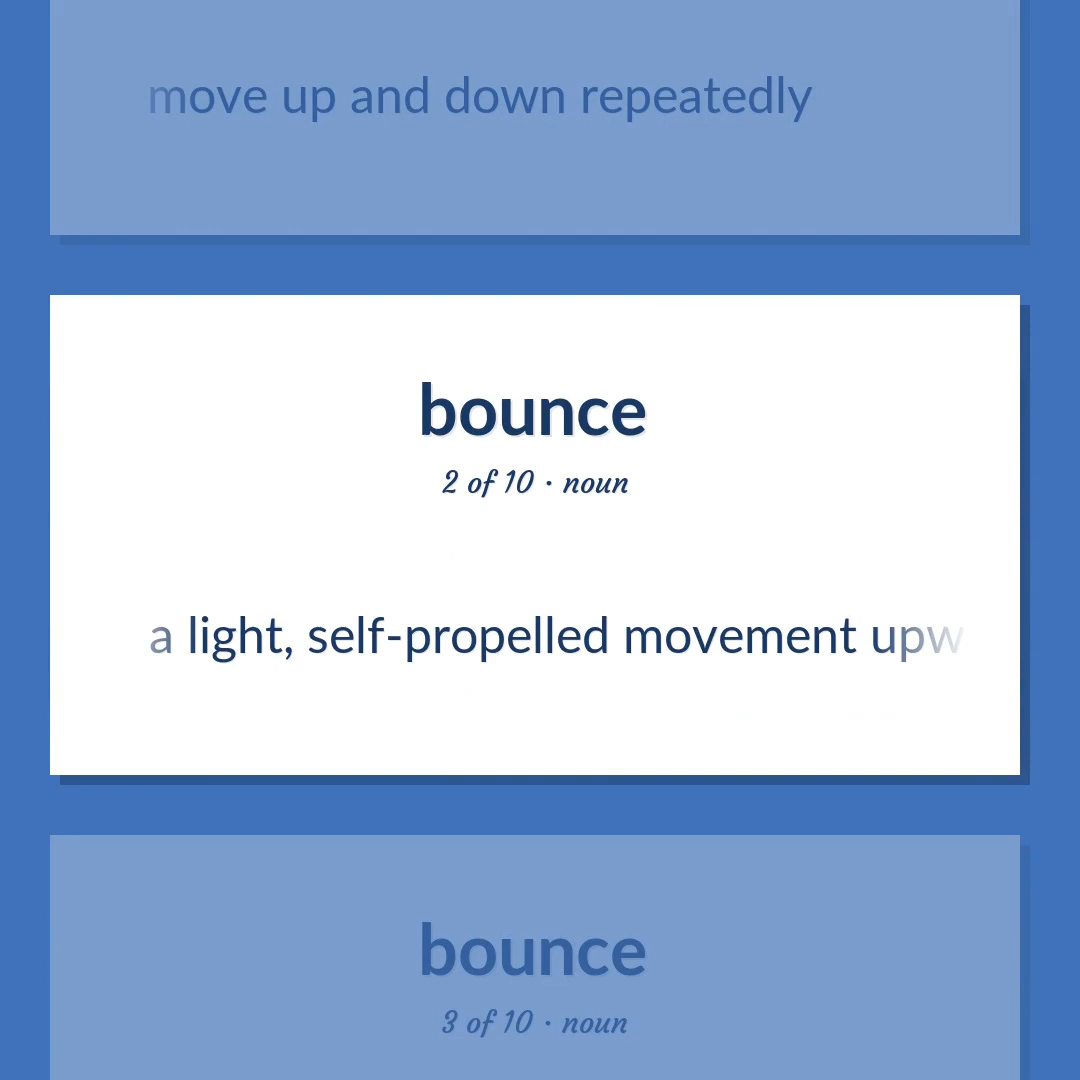 move up and down repeatedly
bounce
2 of 10 · noun
a light, self-propelled movement upw
bounce
3 of 10 · noun